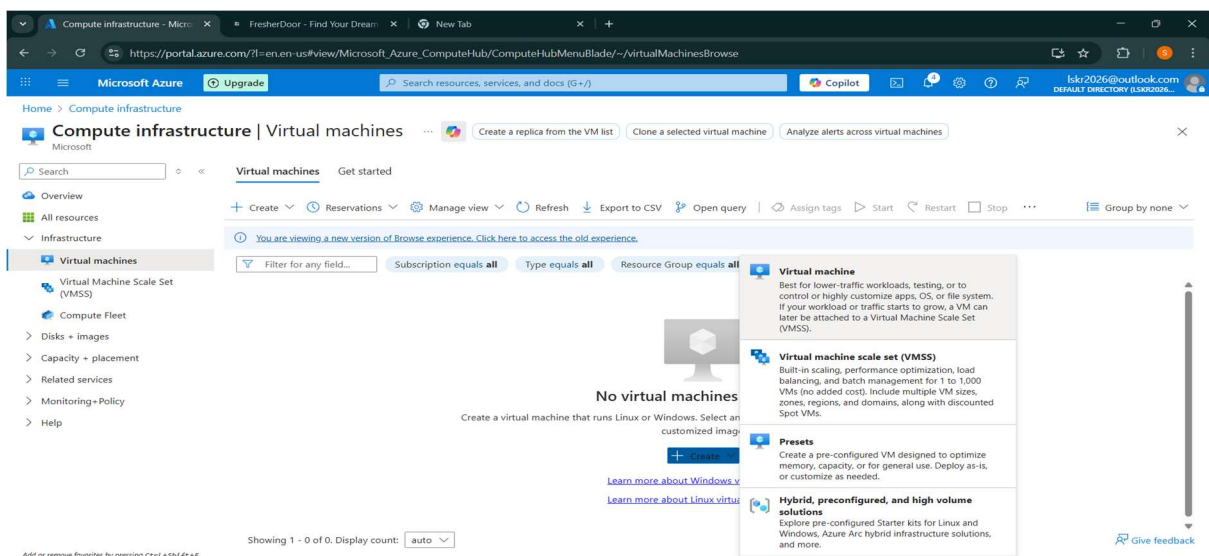 Compute infrastructure - Micro
FresherDoor - Find Your Dream
New Tab
https://portal.azure.com/?l=en.en-us#view/Microsoft_Azure_ComputeHub/ComputeHubMenuBlade/~/virtualMachinesBrowse
S
Microsoft Azure
Upgrade
Search resources, services, and docs (G+/)
Copilot
4
lskr2026@outlook.com
DEFAULT DIRECTORY (LSKR2026...
Home > Compute infrastructure
Compute infrastructure | Virtual machines ...
Create a replica from the VM list
Clone a selected virtual machine
Analyze alerts across virtual machines
Microsoft
Search
Overview
All resources
Infrastructure
Virtual machines
Virtual Machine Scale Set
(VMSS)
Compute Fleet
Disks + images
Capacity + placement
Related services
Monitoring+Policy
Help
Add or remove favorites by pressing Ctrl+Shift+F
Virtual machines Get started
Create Reservations Manage view Refresh Export to CSV Open query Assign tags Start Restart Stop ... Group by none
You are viewing a new version of Browse experience. Click here to access the old experience.
Filter for any field... Subscription equals all Type equals all Resource Group equals all
No virtual machines
Create a virtual machine that runs Linux or Windows. Select an
customized imag
+ Create
Learn more about Windows v
Learn more about Linux virtua
Virtual machine
Best for lower-traffic workloads, testing, or to
control or highly customize apps, OS, or file system.
If your workload or traffic starts to grow, a VM can
later be attached to a Virtual Machine Scale Set
(VMSS).
Virtual machine scale set (VMSS)
Built-in scaling, performance optimization, load
balancing, and batch management for 1 to 1,000
VMs (no added cost). Include multiple VM sizes,
zones, regions, and domains, along with discounted
Spot VMs.
Presets
Create a pre-configured VM designed to optimize
memory, capacity, or for general use. Deploy as-is,
or customize as needed.
Hybrid, preconfigured, and high volume
solutions
Explore pre-configured Starter kits for Linux and
Windows, Azure Arc hybrid infrastructure solutions,
and more.
Showing 1 - 0 of 0. Display count: auto
Give feedback